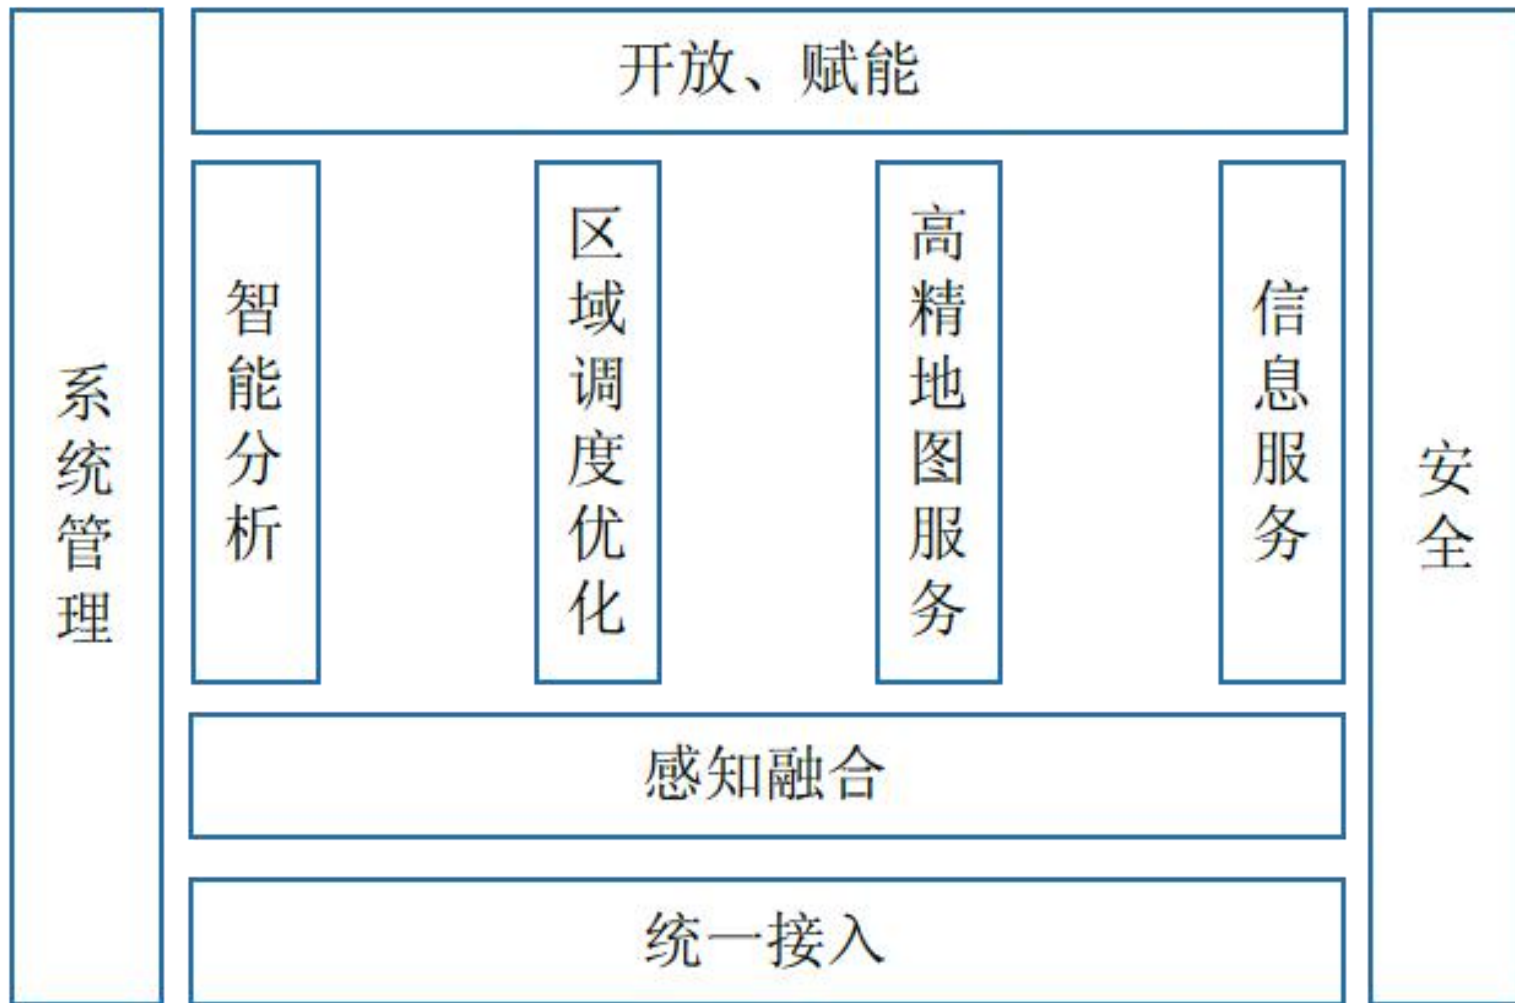 系统管理
开放、赋能
智能分析
区域调度优化
高精地图服务
信息服务
感知融合
统一接入
安全